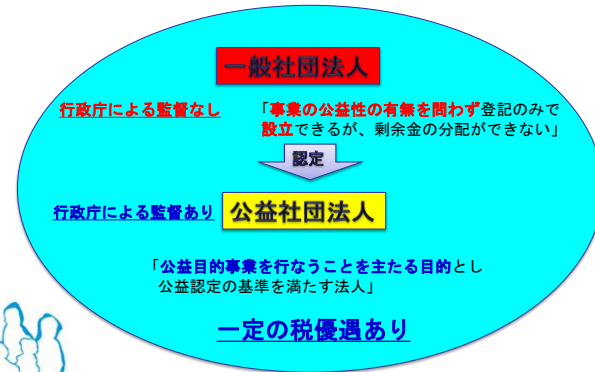 一般社団法人
行政庁による監督なし 「事業の公益性の有無を問わず登記のみで
設立できるが、剰余金の分配ができない」
認定
行政庁による監督あり 公益社団法人
「公益目的事業を行なうことを主たる目的とし
公益認定の基準を満たす法人」
一定の税優遇あり